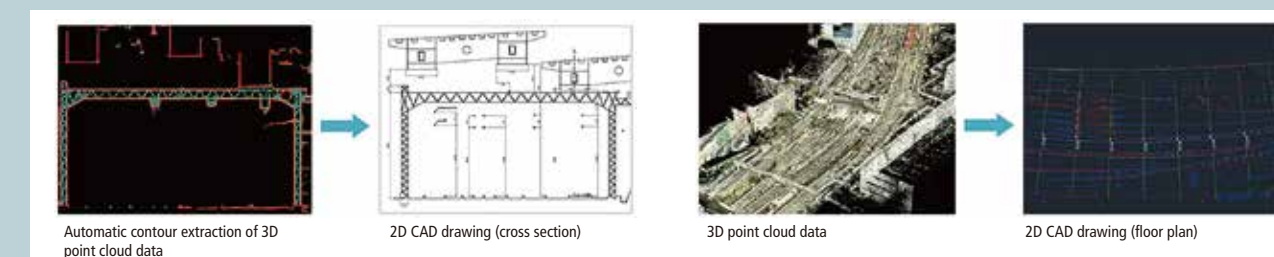 Automatic contour extraction of 3D
point cloud data
2D CAD drawing (cross section)
3D point cloud data
2D CAD drawing (floor plan)